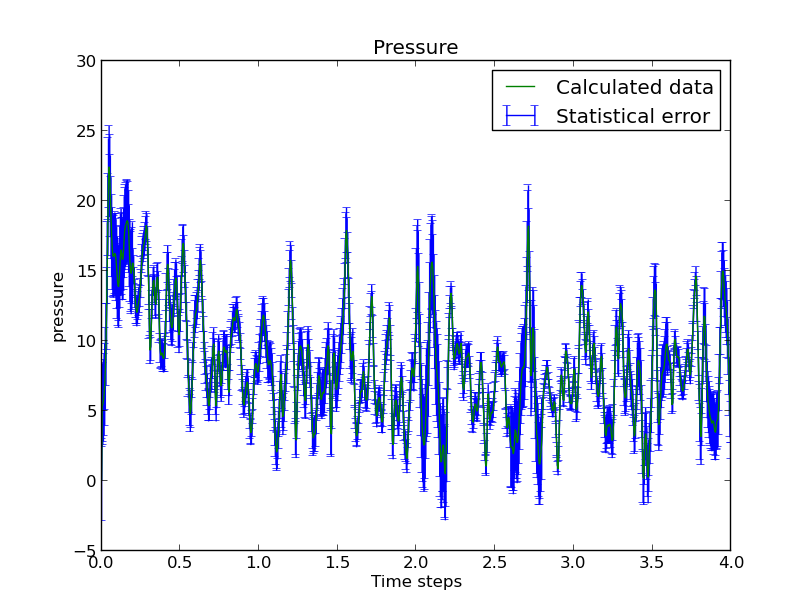 Pressure
30
25
20
15
10
5
0
−5
pressure
Calculated data
Statistical error
0.0 0.5 1.0 1.5 2.0 2.5 3.0 3.5 4.0
Time steps